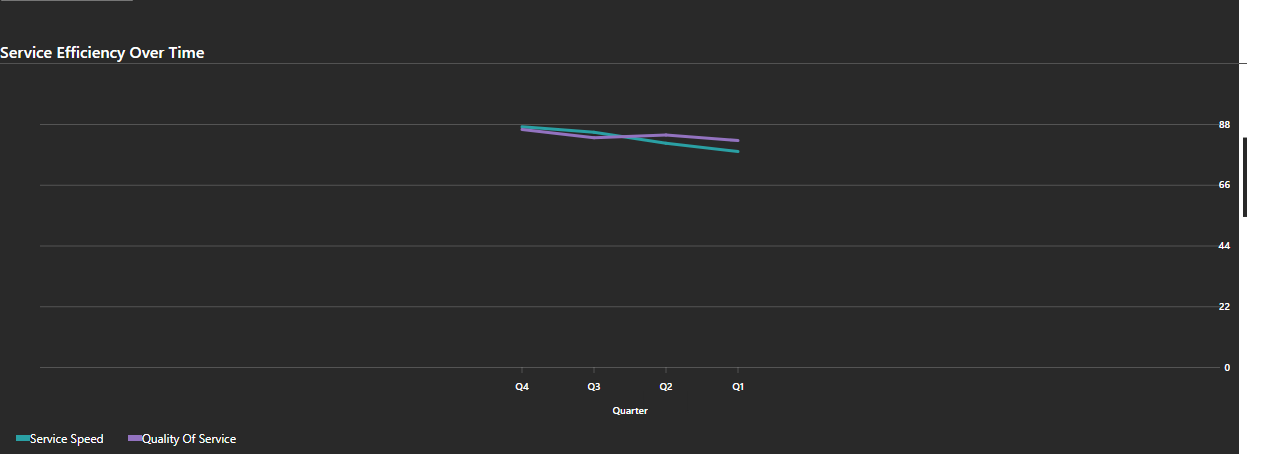 Service Efficiency Over Time
88
66
44
22
0
Q4 Q3 Q2 Q1
Quarter
Service Speed Quality Of Service